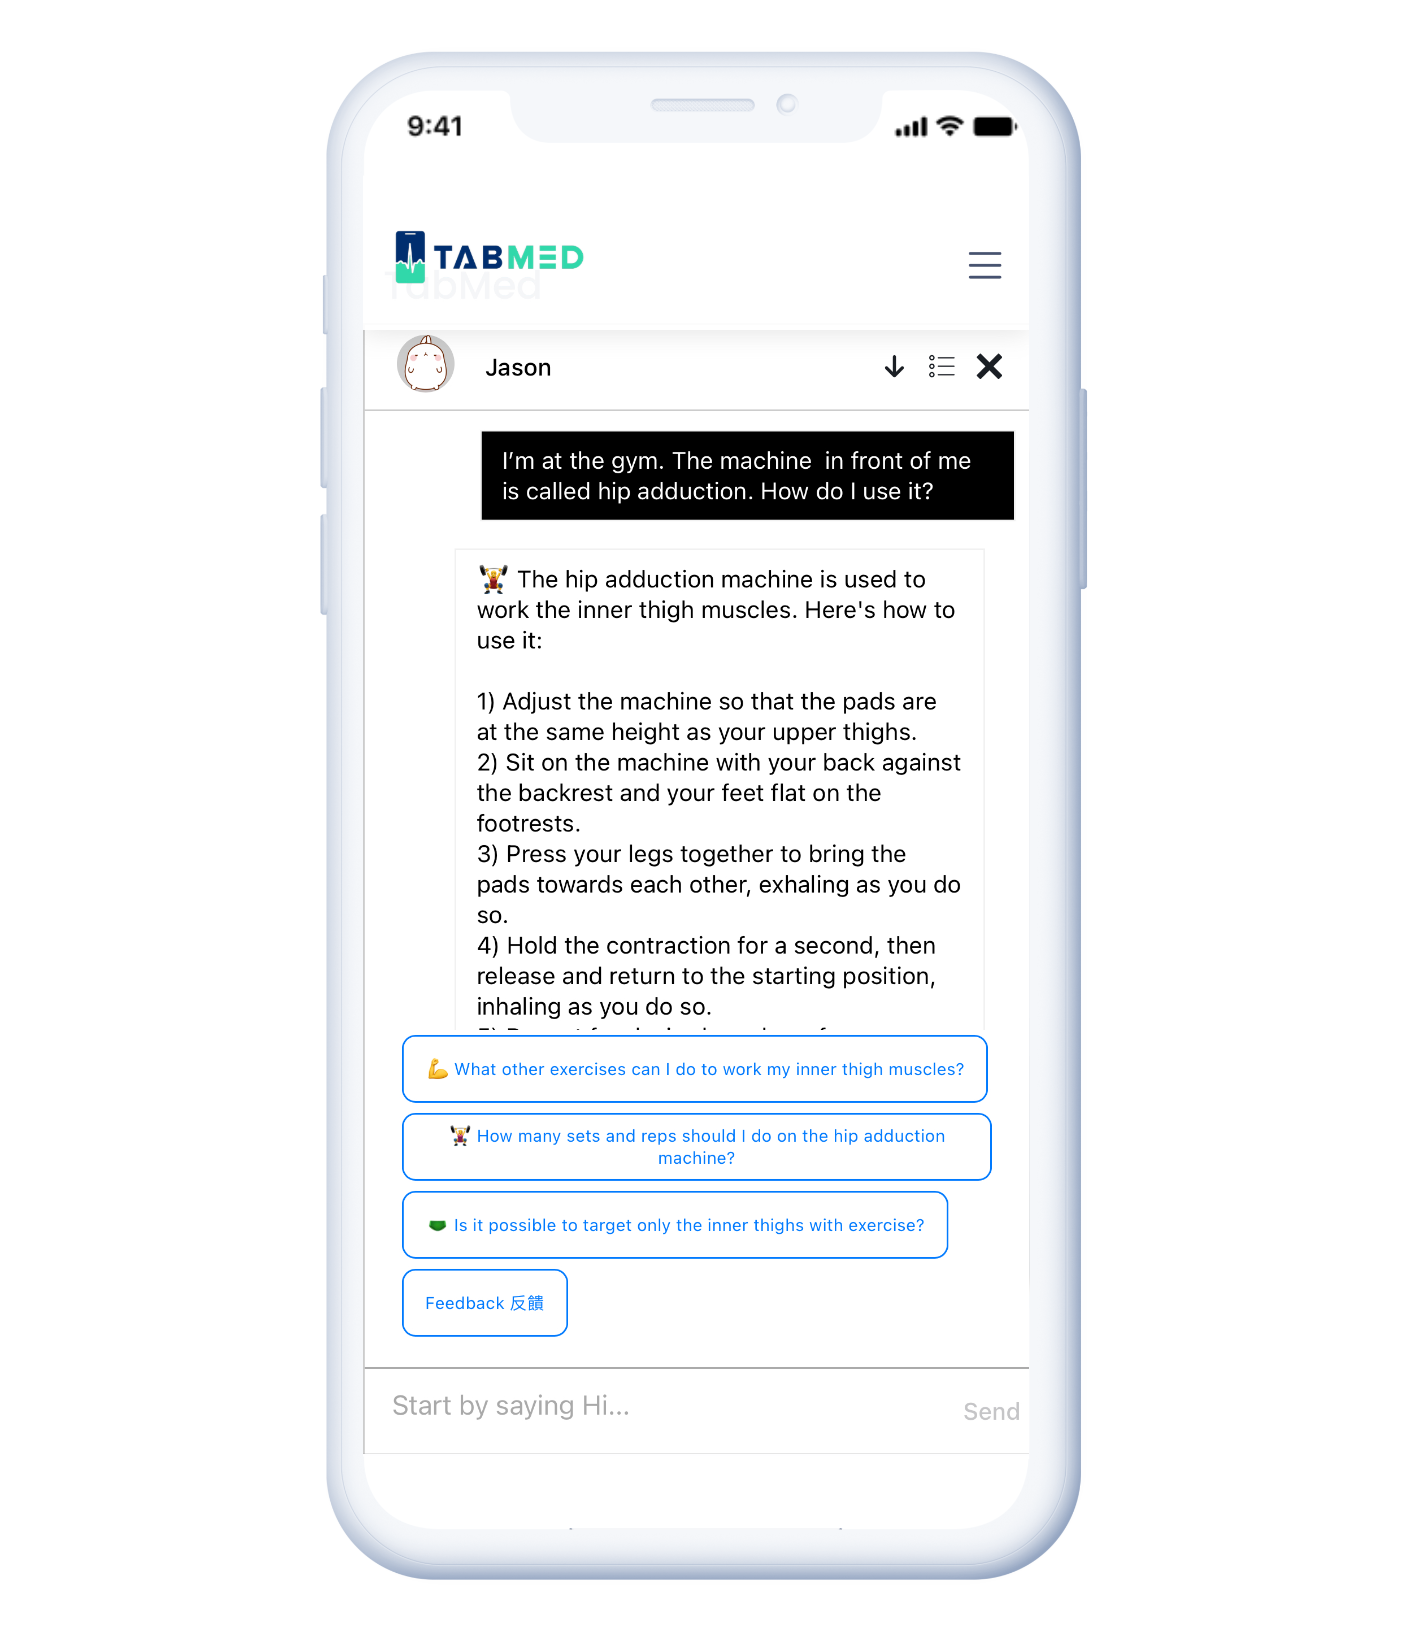 9:41
TABMED
TabMed
Jason
I'm at the gym. The machine  in front of me
is called hip adduction. How do I use it?
🏋️ The hip adduction machine is used to
work the inner thigh muscles. Here's how to
use it:
1) Adjust the machine so that the pads are
at the same height as your upper thighs.
2) Sit on the machine with your back against
the backrest and your feet flat on the
footrests.
3) Press your legs together to bring the
pads towards each other, exhaling as you do
so.
4) Hold the contraction for a second, then
release and return to the starting position,
inhaling as you do so.
💪 What other exercises can I do to work my inner thigh muscles?
🏋️ How many sets and reps should I do on the hip adduction
machine?
🩲 Is it possible to target only the inner thighs with exercise?
Feedback 反饋
Start by saying Hi...
Send